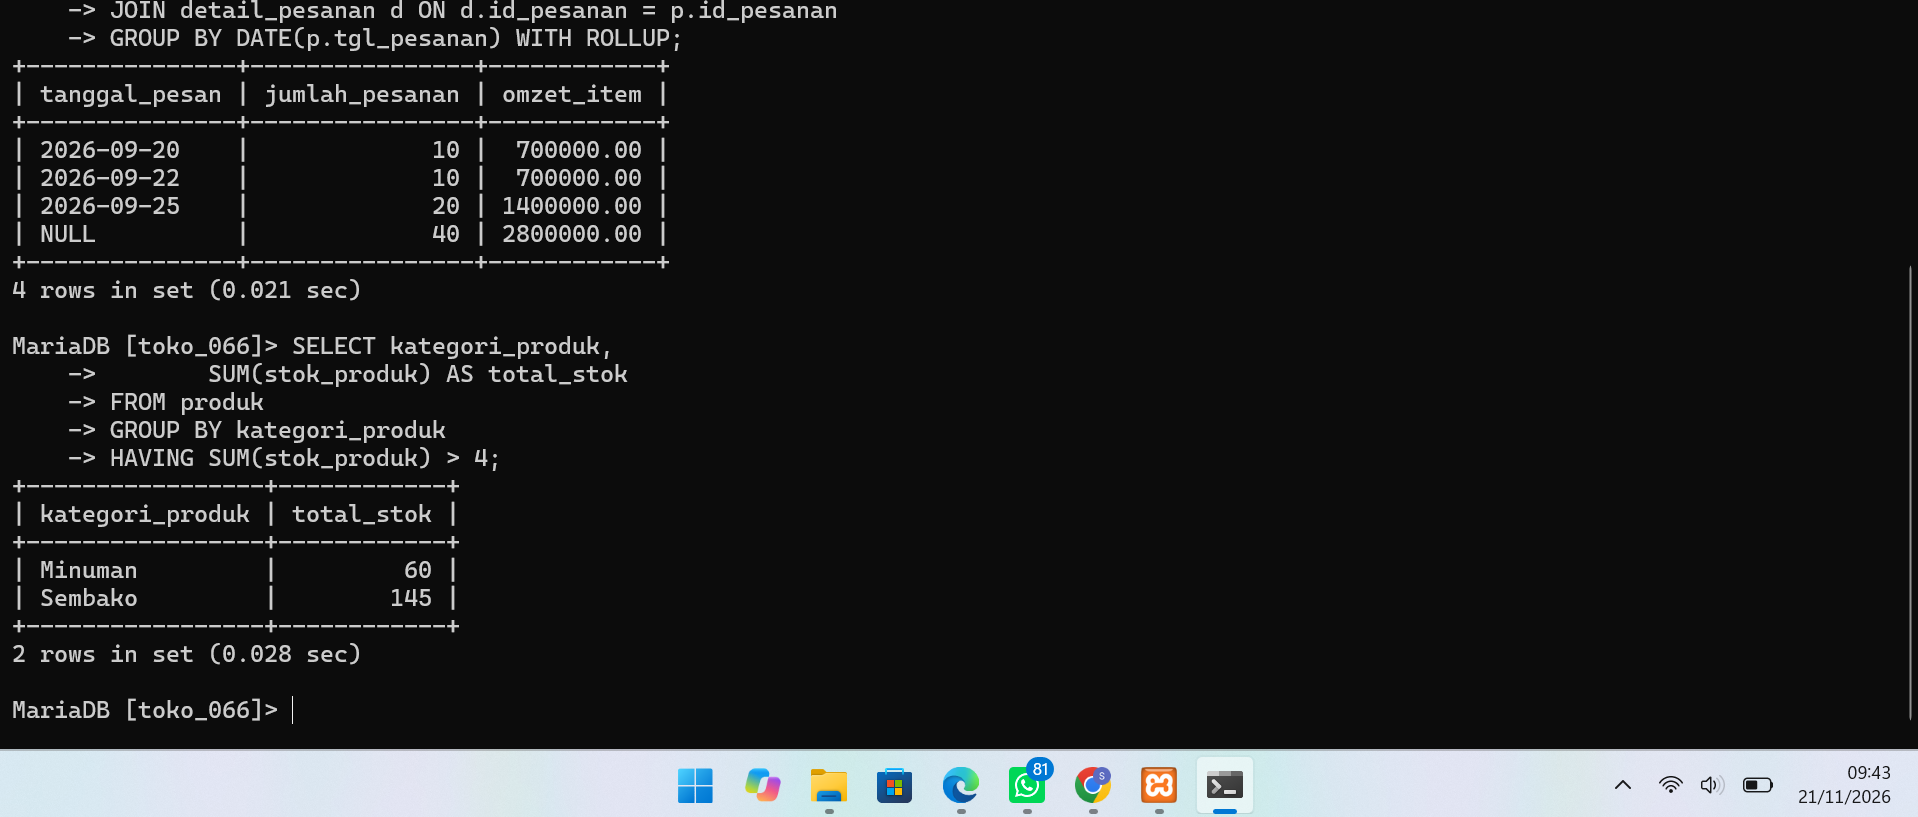 -> JOIN detail_pesanan d ON d.id_pesanan = p.id_pesanan
    -> GROUP BY DATE(p.tgl_pesanan) WITH ROLLUP;
+---------------+----------------+------------+
| tanggal_pesan | jumlah_pesanan | omzet_item |
+---------------+----------------+------------+
| 2026-09-20    |             10 |  700000.00 |
| 2026-09-22    |             10 |  700000.00 |
| 2026-09-25    |             20 | 1400000.00 |
| NULL          |             40 | 2800000.00 |
+---------------+----------------+------------+
4 rows in set (0.021 sec)

MariaDB [toko_066]> SELECT kategori_produk,
    ->        SUM(stok_produk) AS total_stok
    -> FROM produk
    -> GROUP BY kategori_produk
    -> HAVING SUM(stok_produk) > 4;
+-----------------+------------+
| kategori_produk | total_stok |
+-----------------+------------+
| Minuman         |         60 |
| Sembako         |        145 |
+-----------------+------------+
2 rows in set (0.028 sec)

MariaDB [toko_066]>
81
S
09:43
21/11/2026